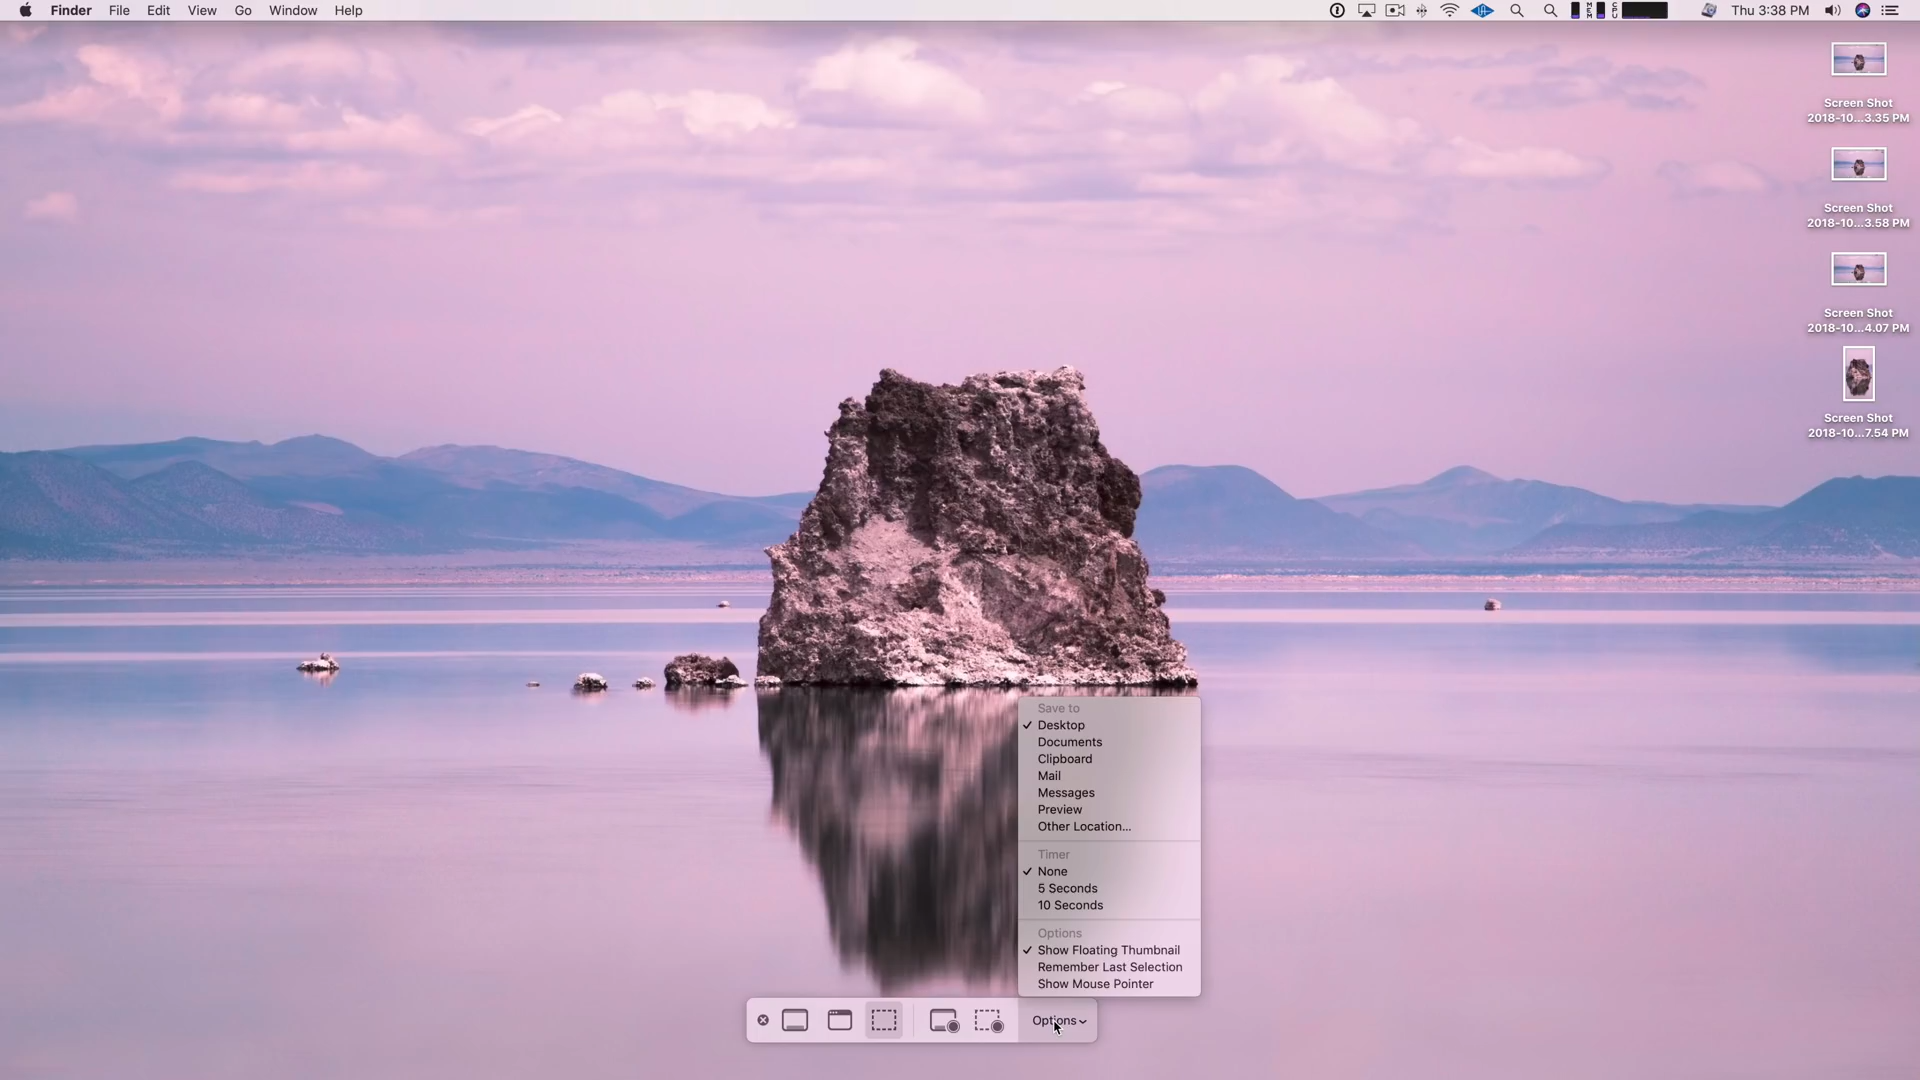 Finder File Edit View Go Window Help
MEM CPU Thu 3:38 PM
Screen Shot
2018-10...3.35 PM
Screen Shot
2018-10...3.58 PM
Screen Shot
2018-10...4.07 PM
Screen Shot
2018-10...7.54 PM
Save to
✓ Desktop
Documents
Clipboard
Mail
Messages
Preview
Other Location...
Timer
✓ None
5 Seconds
10 Seconds
Options
✓ Show Floating Thumbnail
Remember Last Selection
Show Mouse Pointer
Options